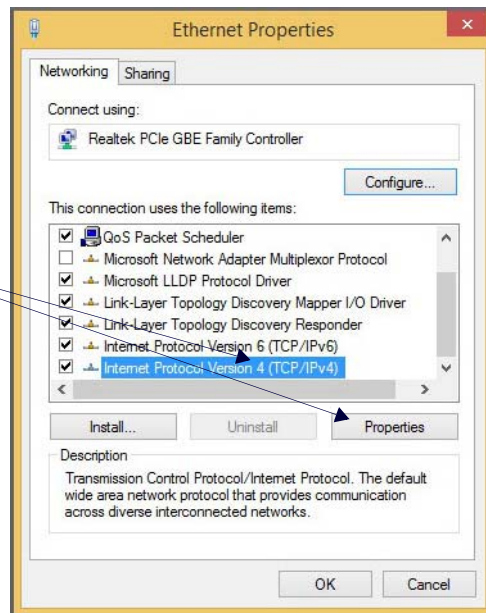 Ethernet Properties
Networking Sharing
Connect using:
Realtek PCIe GBE Family Controller
Configure...
This connection uses the following items:
QoS Packet Scheduler
Microsoft Network Adapter Multiplexor Protocol
Microsoft LLDP Protocol Driver
Link-Layer Topology Discovery Mapper I/O Driver
Link-Layer Topology Discovery Responder
Internet Protocol Version 6 (TCP/IPv6)
Internet Protocol Version 4 (TCP/IPv4)
Install... Uninstall Properties
Description
Transmission Control Protocol/Internet Protocol. The default
wide area network protocol that provides communication
across diverse interconnected networks.
OK Cancel